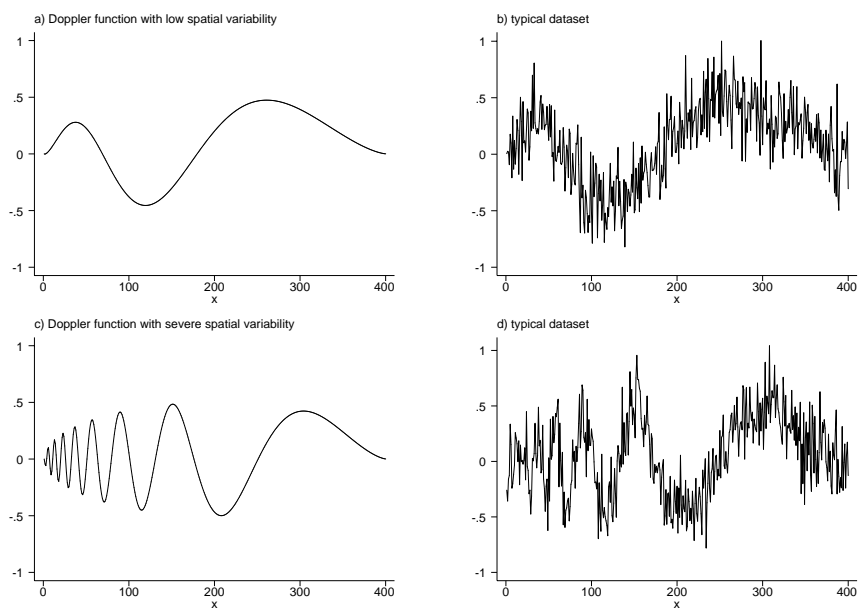 a) Doppler function with low spatial variability
1
.5
0
-.5
-1
0 100 200 300 400
x
b) typical dataset
1
.5
0
-.5
-1
0 100 200 300 400
x
c) Doppler function with severe spatial variability
1
.5
0
-.5
-1
0 100 200 300 400
x
d) typical dataset
1
.5
0
-.5
-1
0 100 200 300 400
x